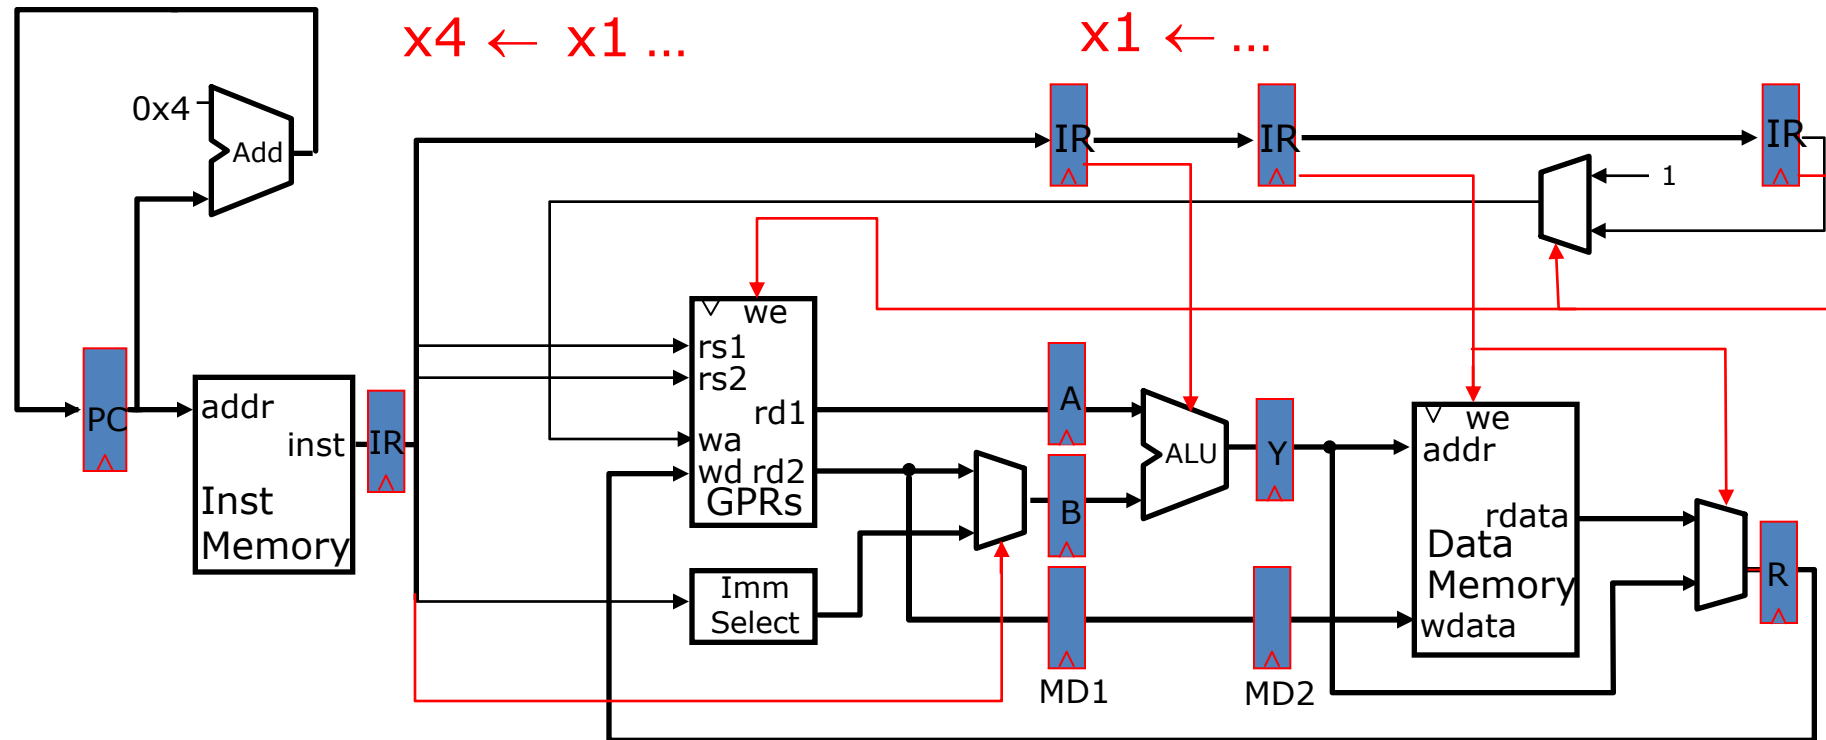 x4 ← x1 …
x1 ← …
0x4
Add
IR
IR
IR
1
we
rs1
rs2
rd1
wa
wd rd2
GPRs
PC
addr
inst
Inst
Memory
IR
A
B
ALU
Y
we
addr
rdata
Data
Memory
wdata
R
Imm
Select
MD1
MD2